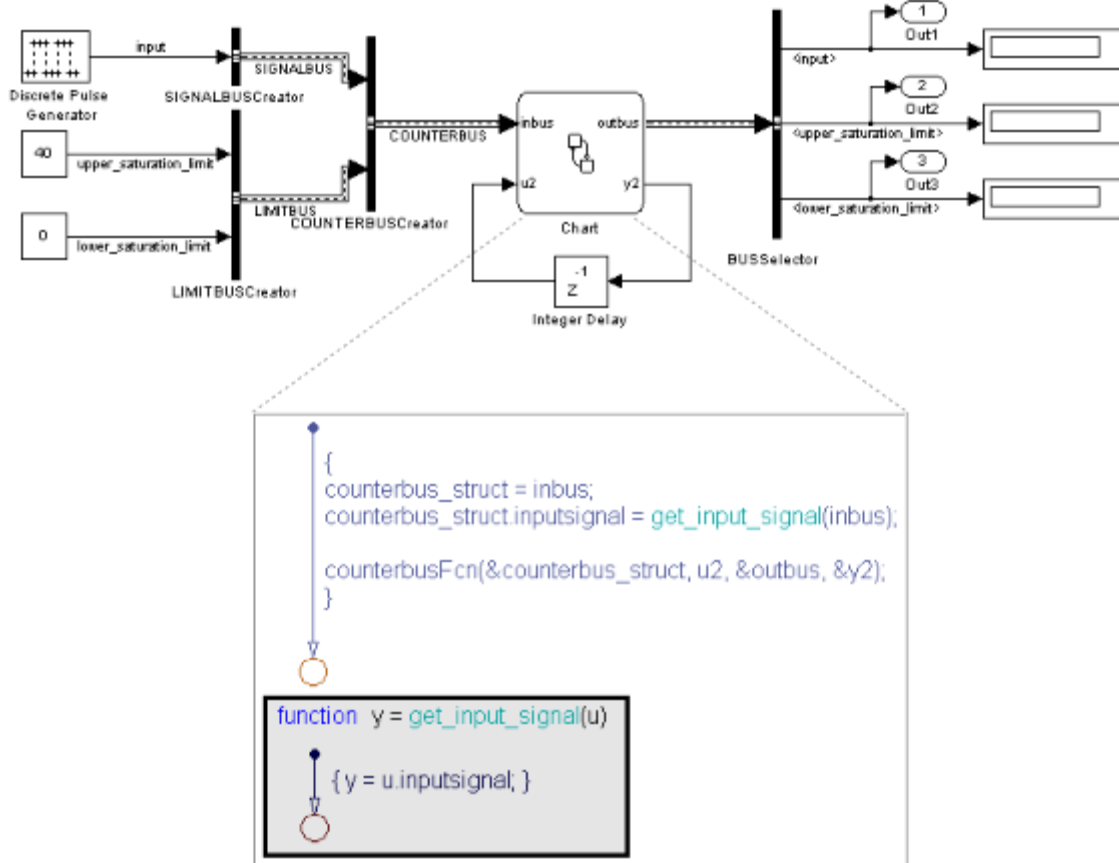 1
Out1
input
<input>
SIGNALBUS
Discrete Pulse
Generator
SIGNALBUSCreator
2
Out2
40
upper_saturation_limit
COUNTERBUS
inbus
outbus
<upper_saturation_limit>
3
Out3
u2
y2
<lower_saturation_limit>
LIMITBUS
COUNTERBUSCreator
Chart
0
lower_saturation_limit
BUSSelector
LIMITBUSCreator
-1
Z
Integer Delay
{
counterbus_struct = inbus;
counterbus_struct.inputsignal = get_input_signal(inbus);
counterbusFcn(&counterbus_struct, u2, &outbus, &y2);
}
function y = get_input_signal(u)
{ y = u.inputsignal; }